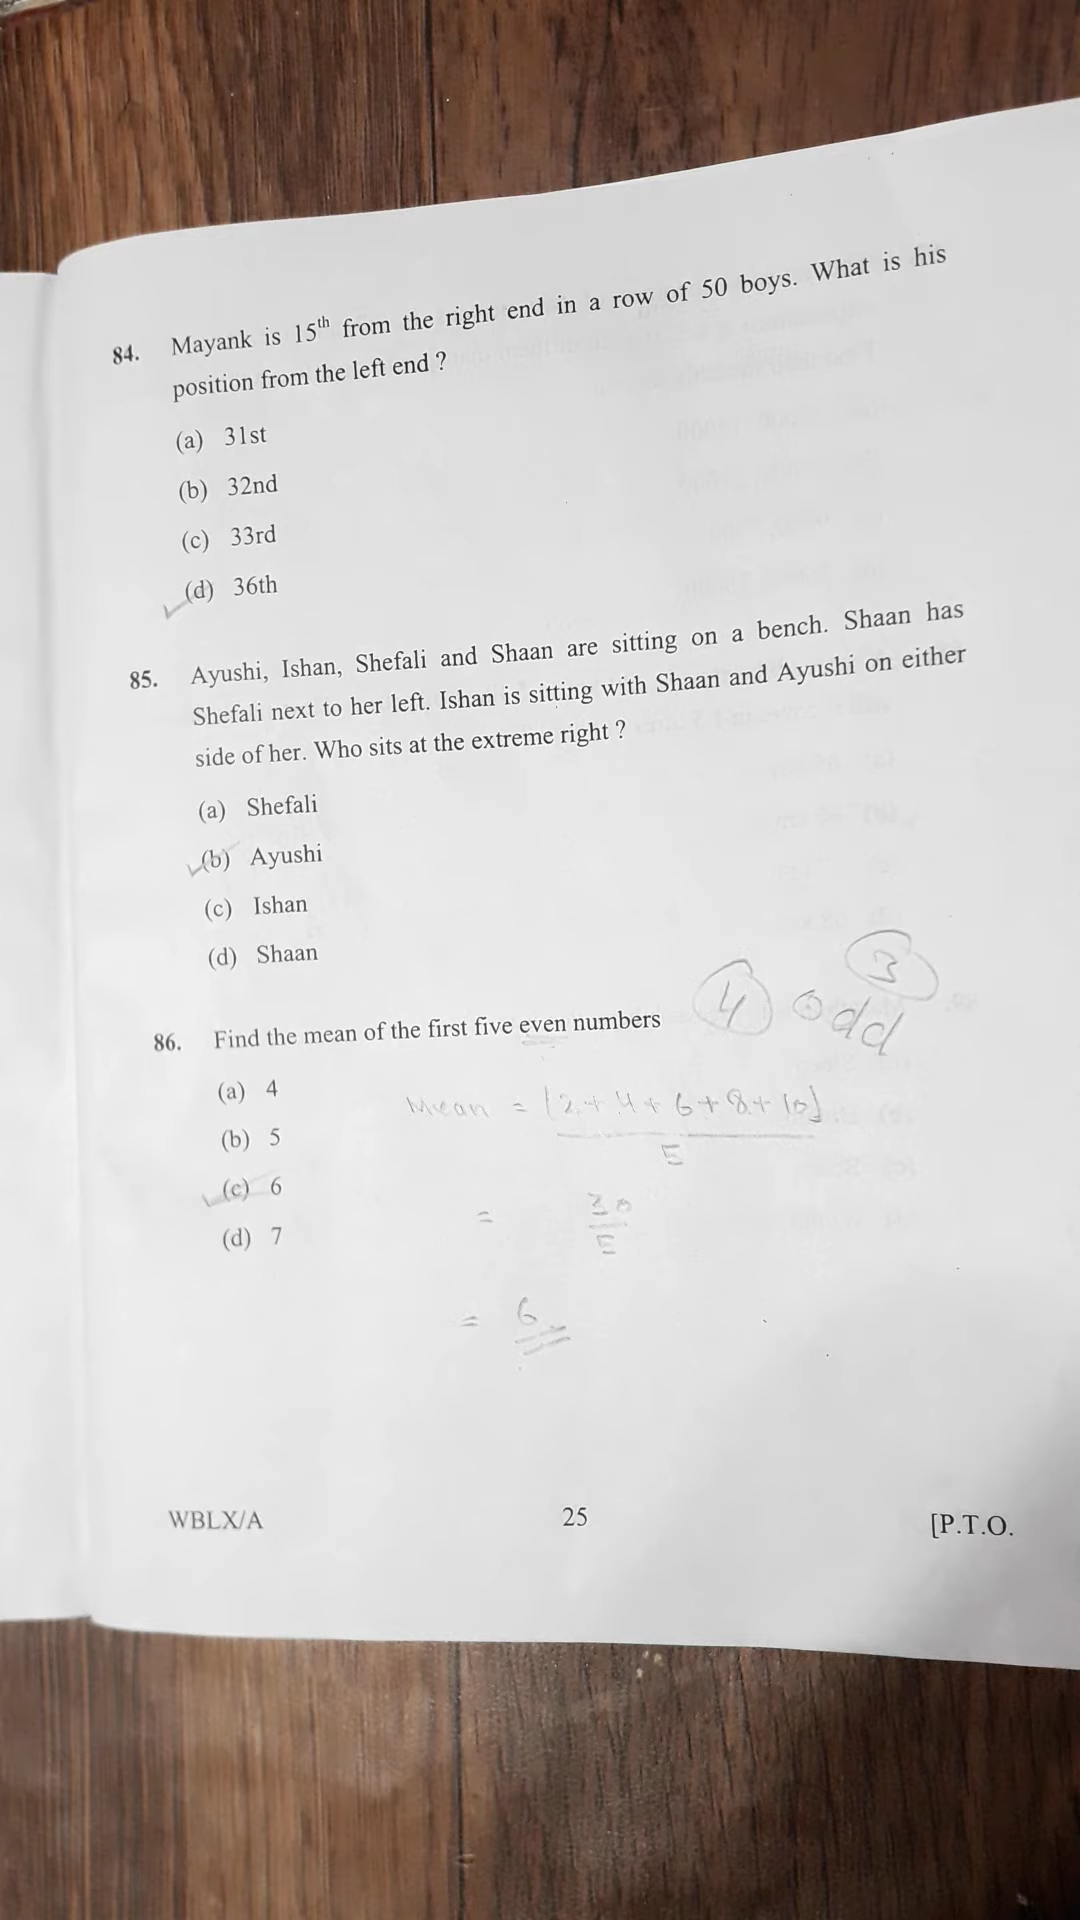 84. Mayank is 15th from the right end in a row of 50 boys. What is his
position from the left end ?
(a) 31st
(b) 32nd
(c) 33rd
(d) 36th
85. Ayushi, Ishan, Shefali and Shaan are sitting on a bench. Shaan has
Shefali next to her left. Ishan is sitting with Shaan and Ayushi on either
side of her. Who sits at the extreme right ?
(a) Shefali
(b) Ayushi
(c) Ishan
(d) Shaan
3
4 Odd
86. Find the mean of the first five even numbers
(a) 4
(b) 5
(c) 6
(d) 7
Mean = (2+4+6+8+10)
5
= 30
5
= 6
WBLX/A 25 [P.T.O.